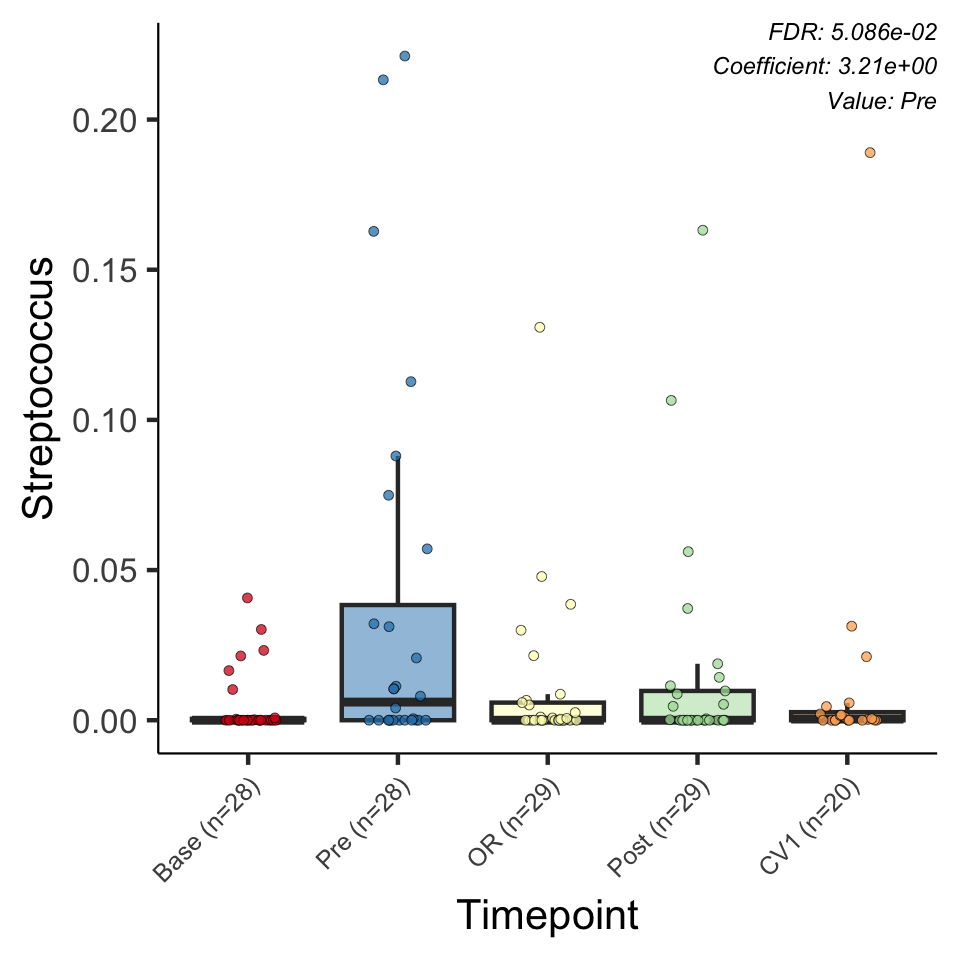 FDR: 5.086e-02
Coefficient: 3.21e+00
Value: Pre
Streptococcus
0.20
0.15
0.10
0.05
0.00
Base (n=28)
Pre (n=28)
OR (n=29)
Post (n=29)
CV1 (n=20)
Timepoint